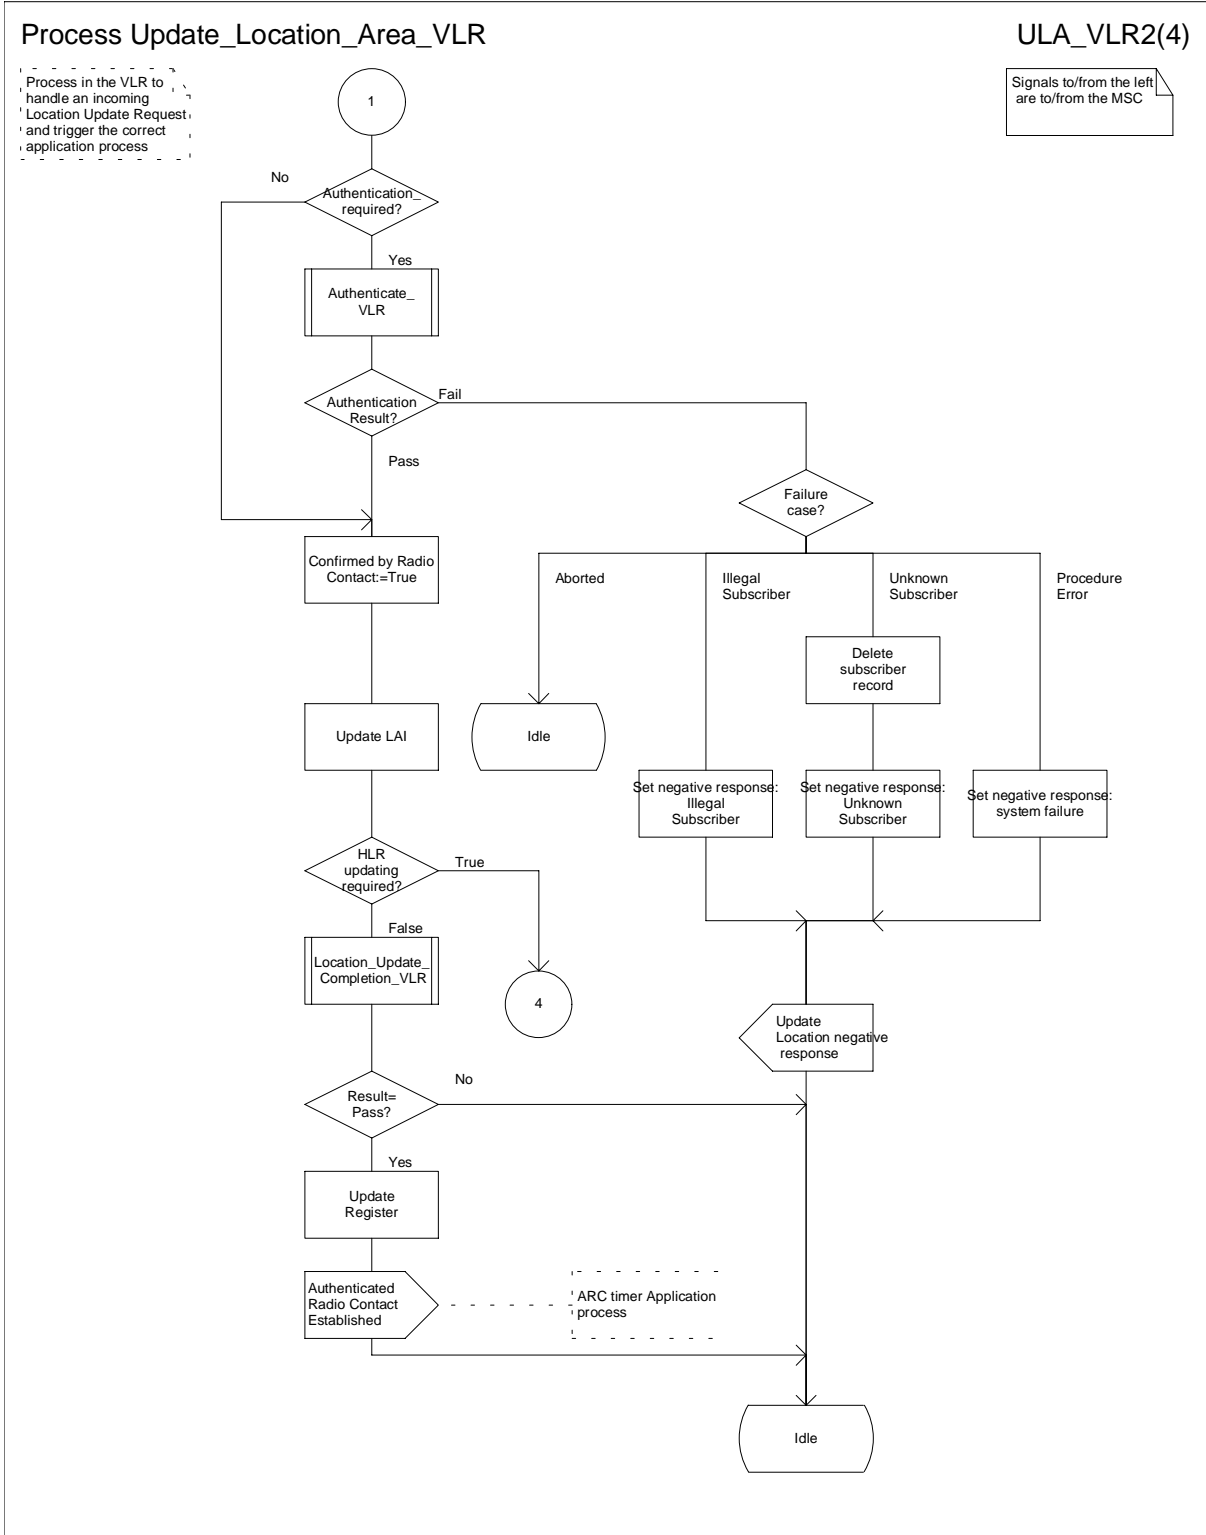 Process Update_Location_Area_VLR
ULA_VLR2(4)
Process in the VLR to
handle an incoming
Location Update Request
and trigger the correct
application process
Signals to/from the left
are to/from the MSC
1
No
Authentication_
required?
Yes
Authenticate_
VLR
Authentication
Result?
Fail
Pass
Failure
case?
Confirmed by Radio
Contact:=True
Aborted
Illegal
Subscriber
Unknown
Subscriber
Procedure
Error
Delete
subscriber
record
Update LAI
Idle
Set negative response:
Illegal
Subscriber
Set negative response:
Unknown
Subscriber
Set negative response:
system failure
HLR
updating
required?
True
False
Location_Update_
Completion_VLR
4
Update
Location negative
response
Result=
Pass?
No
Yes
Update
Register
Authenticated
Radio Contact
Established
ARC timer Application
process
Idle